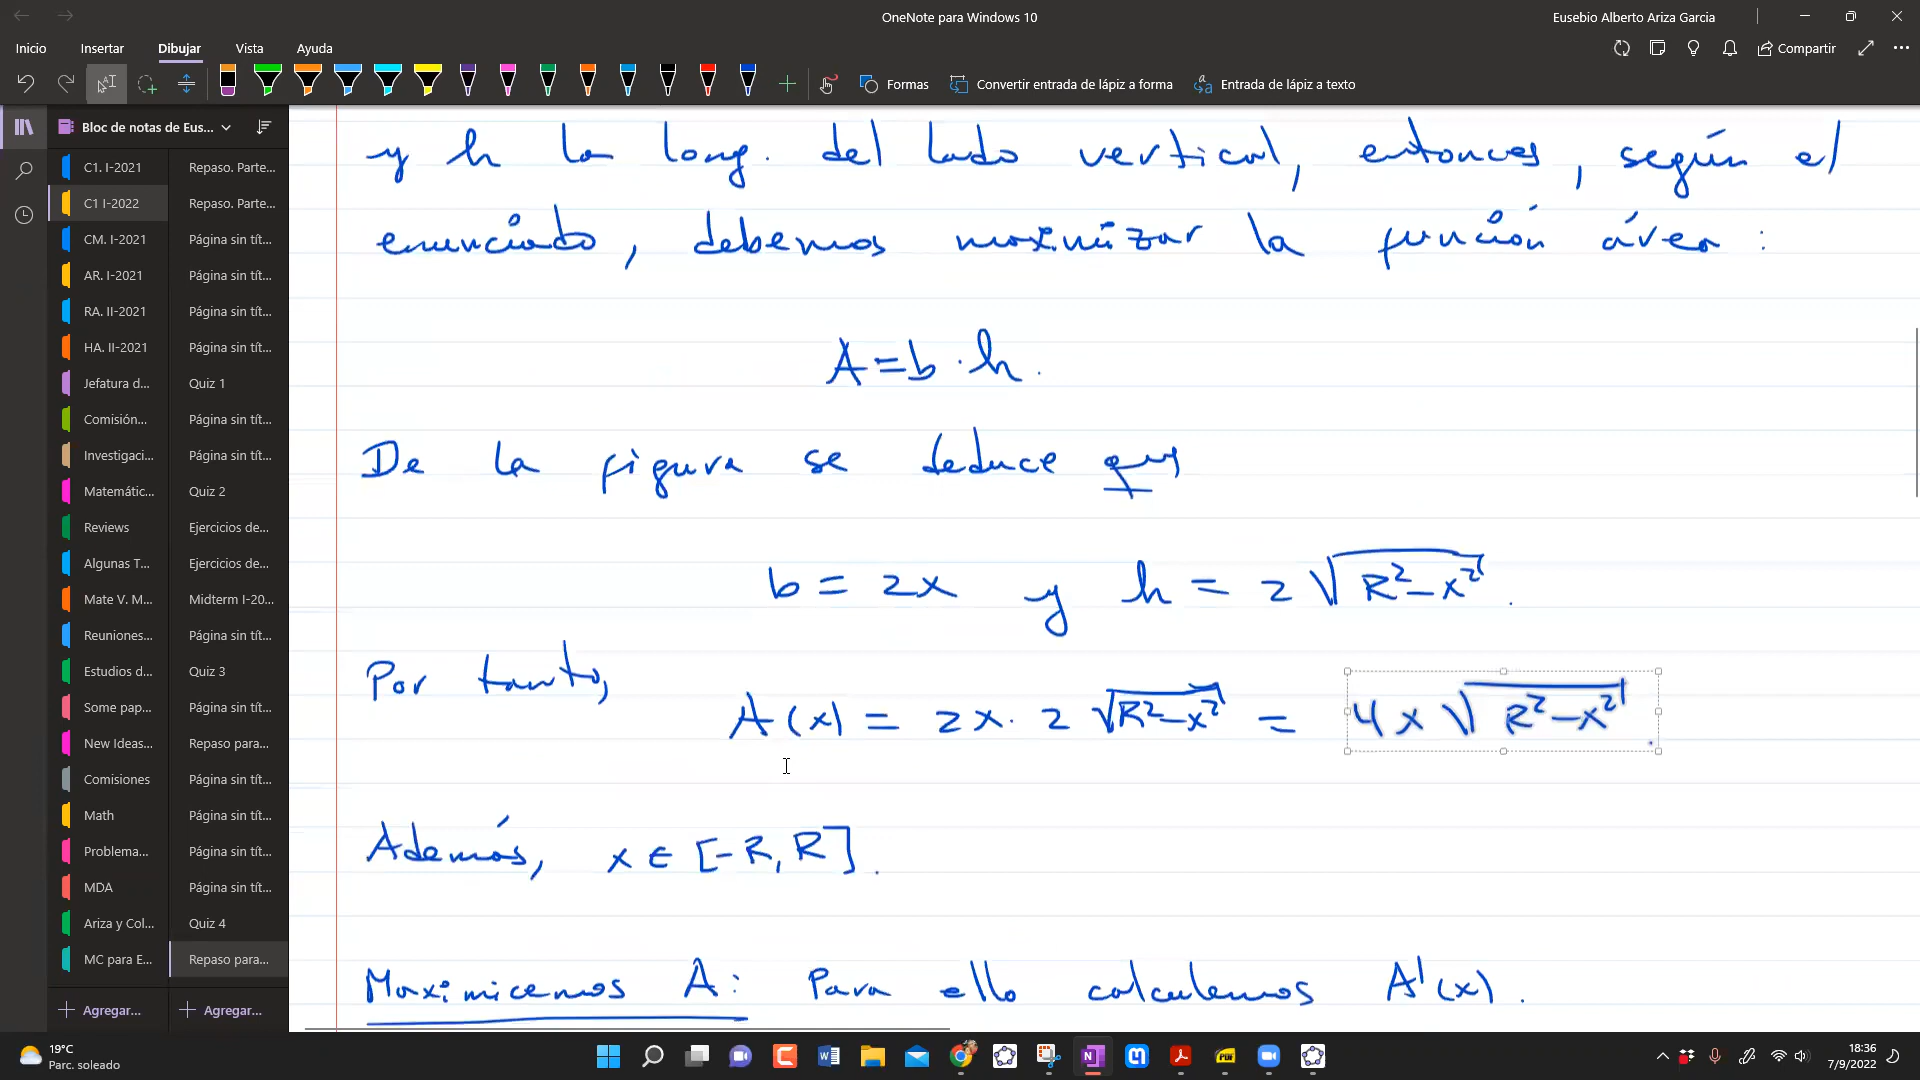 OneNote para Windows 10
Eusebio Alberto Ariza Garcia
Inicio Insertar Dibujar Vista Ayuda
Compartir
Formas
Convertir entrada de lápiz a forma
Entrada de lápiz a texto
Bloc de notas de Eus...
C1. I-2021
C1 I-2022
CM. I-2021
AR. I-2021
RA. II-2021
HA. II-2021
Jefatura d...
Comisión...
Investigaci...
Matemátic...
Reviews
Algunas T...
Mate V. M...
Reuniones...
Estudios d...
Some pap...
New Ideas...
Comisiones
Math
Problema...
MDA
Ariza y Col...
MC para E...
Agregar...
Repaso. Parte...
Repaso. Parte...
Página sin tít...
Página sin tít...
Página sin tít...
Página sin tít...
Quiz 1
Página sin tít...
Página sin tít...
Quiz 2
Ejercicios de...
Ejercicios de...
Midterm I-20...
Página sin tít...
Quiz 3
Página sin tít...
Repaso para...
Página sin tít...
Página sin tít...
Página sin tít...
Página sin tít...
Quiz 4
Repaso para...
Agregar...
y h la long. del lado vertical, entonces, según el
enunciado, debemos maximizar la función área:
A = b · h.
De la figura se deduce que
b = 2x y h = 2 √(R² − x²).
Por tanto,
A(x) = 2x · 2 √(R² − x²) = 4x √(R² − x²).
Además, x ∈ [−R, R].
Maximicemos A: Para ello calculemos A'(x).
19°C
Parc. soleado
18:36
7/9/2022